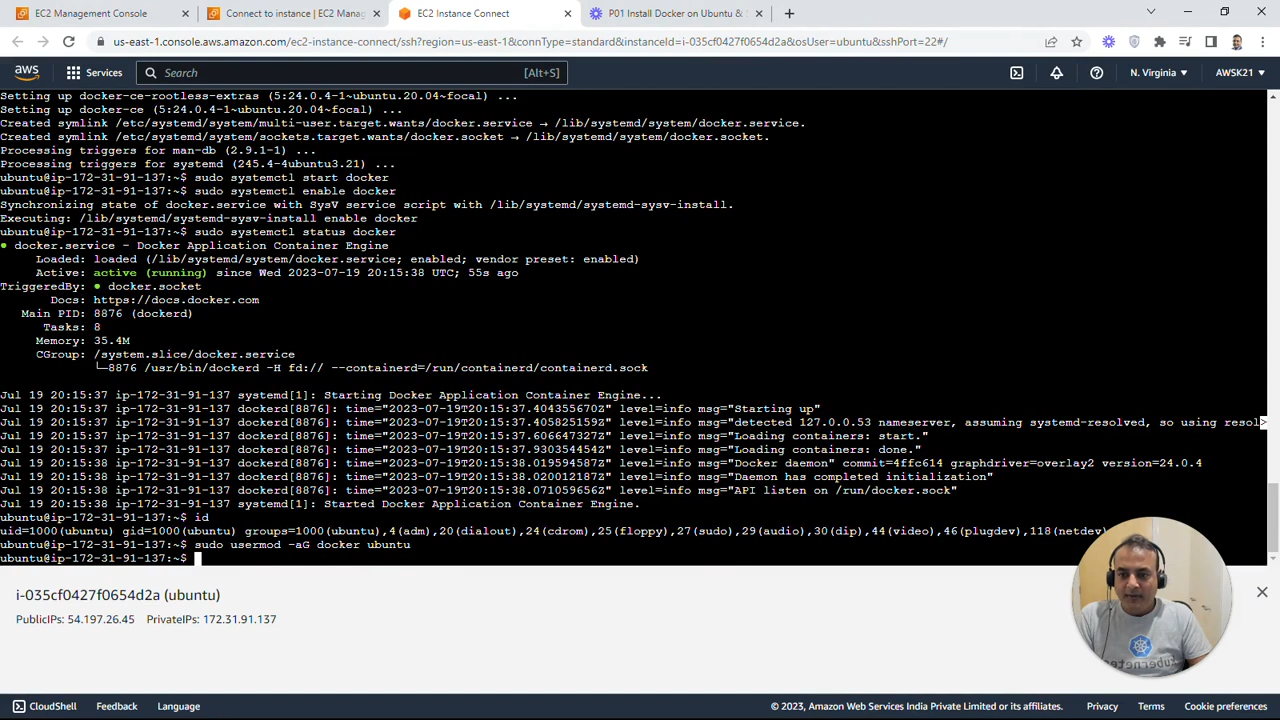 EC2 Management Console
Connect to instance | EC2 Manag
EC2 Instance Connect
P01 Install Docker on Ubuntu &
us-east-1.console.aws.amazon.com/ec2-instance-connect/ssh?region=us-east-1&connType=standard&instanceId=i-035cf0427f0654d2a&osUser=ubuntu&sshPort=22#/
aws
Services
Search
[Alt+S]
N. Virginia
AWSK21
Setting up docker-ce-rootless-extras (5:24.0.4-1~ubuntu.20.04~focal) ...
Setting up docker-ce (5:24.0.4-1~ubuntu.20.04~focal) ...
Created symlink /etc/systemd/system/multi-user.target.wants/docker.service → /lib/systemd/system/docker.service.
Created symlink /etc/systemd/system/sockets.target.wants/docker.socket → /lib/systemd/system/docker.socket.
Processing triggers for man-db (2.9.1-1) ...
Processing triggers for systemd (245.4-4ubuntu3.21) ...
ubuntu@ip-172-31-91-137:~$ sudo systemctl start docker
ubuntu@ip-172-31-91-137:~$ sudo systemctl enable docker
Synchronizing state of docker.service with SysV service script with /lib/systemd/systemd-sysv-install.
Executing: /lib/systemd/systemd-sysv-install enable docker
ubuntu@ip-172-31-91-137:~$ sudo systemctl status docker
● docker.service - Docker Application Container Engine
Loaded: loaded (/lib/systemd/system/docker.service; enabled; vendor preset: enabled)
Active: active (running) since Wed 2023-07-19 20:15:38 UTC; 55s ago
TriggeredBy: ● docker.socket
Docs: https://docs.docker.com
Main PID: 8876 (dockerd)
Tasks: 8
Memory: 35.4M
CGroup: /system.slice/docker.service
└─8876 /usr/bin/dockerd -H fd:// --containerd=/run/containerd/containerd.sock
Jul 19 20:15:37 ip-172-31-91-137 systemd[1]: Starting Docker Application Container Engine...
Jul 19 20:15:37 ip-172-31-91-137 dockerd[8876]: time="2023-07-19T20:15:37.404355670Z" level=info msg="Starting up"
Jul 19 20:15:37 ip-172-31-91-137 dockerd[8876]: time="2023-07-19T20:15:37.405825159Z" level=info msg="detected 127.0.0.53 nameserver, assuming systemd-resolved, so using resol>
Jul 19 20:15:37 ip-172-31-91-137 dockerd[8876]: time="2023-07-19T20:15:37.606647327Z" level=info msg="Loading containers: start."
Jul 19 20:15:37 ip-172-31-91-137 dockerd[8876]: time="2023-07-19T20:15:37.930354454Z" level=info msg="Loading containers: done."
Jul 19 20:15:38 ip-172-31-91-137 dockerd[8876]: time="2023-07-19T20:15:38.019594587Z" level=info msg="Docker daemon" commit=4ffc614 graphdriver=overlay2 version=24.0.4
Jul 19 20:15:38 ip-172-31-91-137 dockerd[8876]: time="2023-07-19T20:15:38.020012187Z" level=info msg="Daemon has completed initialization"
Jul 19 20:15:38 ip-172-31-91-137 dockerd[8876]: time="2023-07-19T20:15:38.071059656Z" level=info msg="API listen on /run/docker.sock"
Jul 19 20:15:38 ip-172-31-91-137 systemd[1]: Started Docker Application Container Engine.
ubuntu@ip-172-31-91-137:~$ id
uid=1000(ubuntu) gid=1000(ubuntu) groups=1000(ubuntu),4(adm),20(dialout),24(cdrom),25(floppy),27(sudo),29(audio),30(dip),44(video),46(plugdev),118(netdev)
ubuntu@ip-172-31-91-137:~$ sudo usermod -aG docker ubuntu
ubuntu@ip-172-31-91-137:~$
i-035cf0427f0654d2a (ubuntu)
PublicIPs: 54.197.26.45 PrivateIPs: 172.31.91.137
CloudShell
Feedback
Language
© 2023, Amazon Web Services India Private Limited or its affiliates.
Privacy
Terms
Cookie preferences